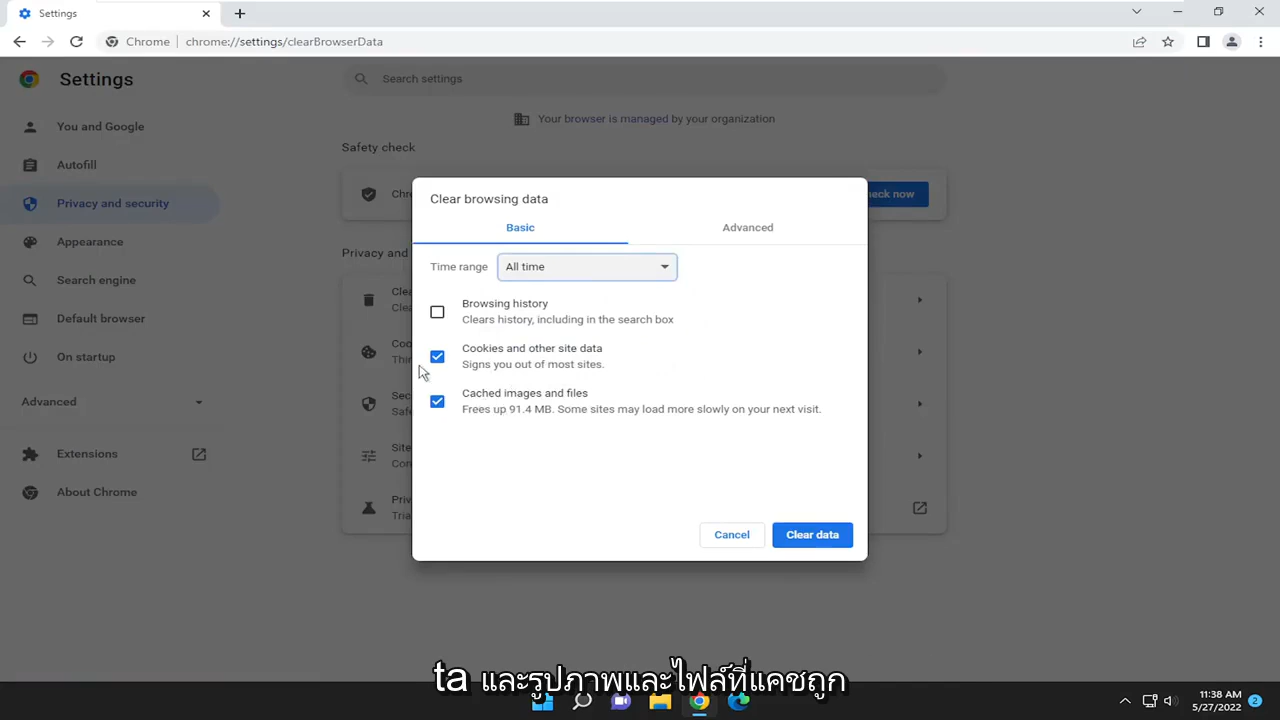 Settings
Chrome
chrome://settings/clearBrowserData
Settings
Search settings
Your browser is managed by your organization
You and Google
Autofill
Privacy and security
Appearance
Search engine
Default browser
On startup
Advanced
Extensions
About Chrome
Safety check
heck now
Privacy and
Clear browsing data
Basic
Advanced
Time range
All time
Browsing history
Clears history, including in the search box
Cookies and other site data
Signs you out of most sites.
Cached images and files
Frees up 91.4 MB. Some sites may load more slowly on your next visit.
Cancel
Clear data
ta และรูปภาพและไฟล์ที่แคชถูก
11:38 AM
5/27/2022
2